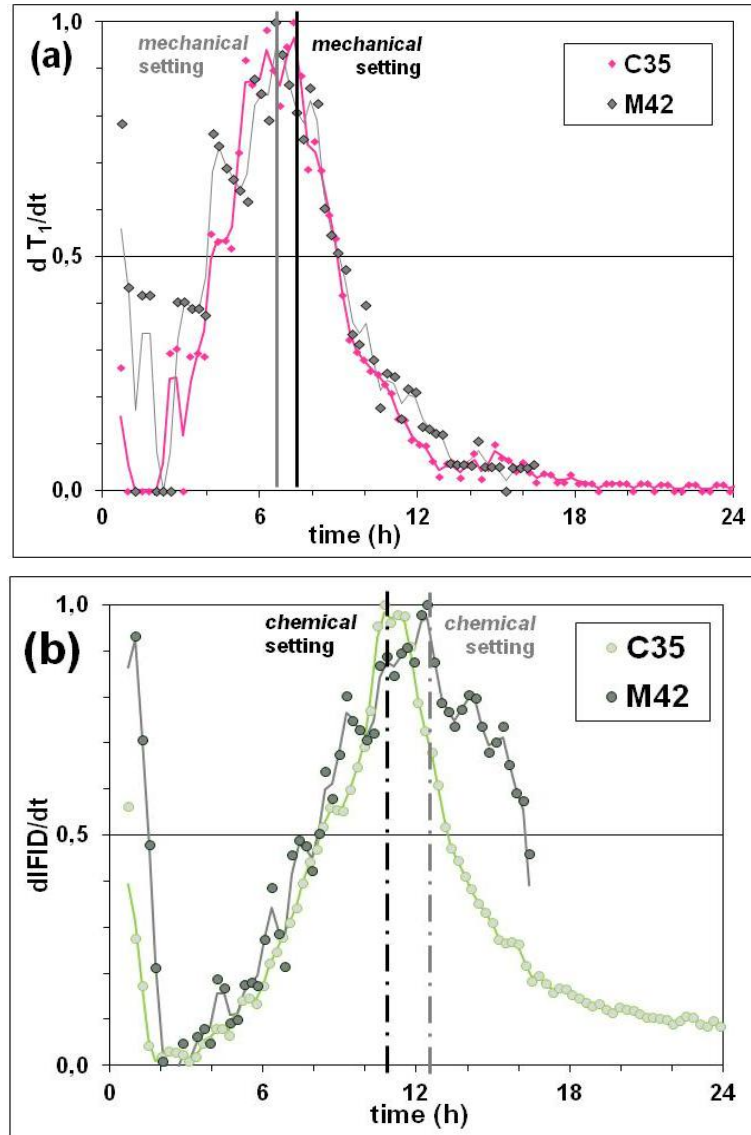 (a)
1,0
mechanical
setting
mechanical
setting
C35
M42
d T₁/dt
0,5
0,0
0
6
12
18
24
time (h)
(b)
1,0
chemical
setting
chemical
setting
C35
M42
dIFID/dt
0,5
0,0
0
6
12
18
24
time (h)